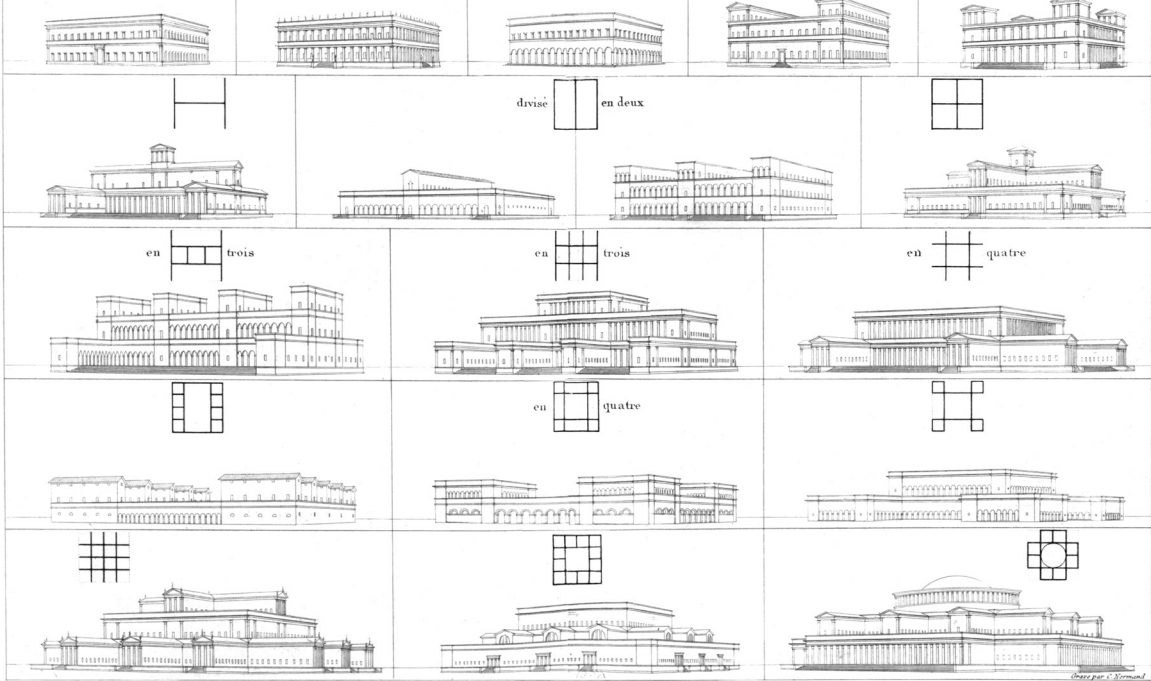 divisé
en deux
en
trois
en
trois
en
quatre
en
quatre
Gravé par C. Normand